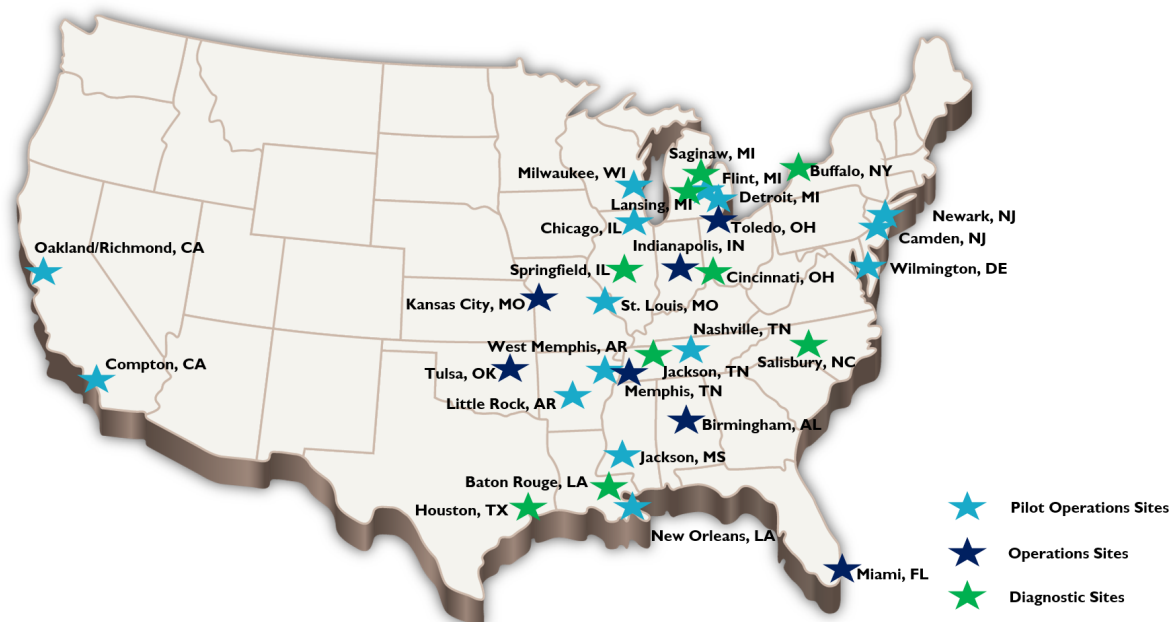 Saginaw, MI
Milwaukee, WI
Flint, MI
Buffalo, NY
Lansing, MI
Detroit, MI
Newark, NJ
Chicago, IL
Toledo, OH
Camden, NJ
Oakland/Richmond, CA
Indianapolis, IN
Springfield, IL
Cincinnati, OH
Wilmington, DE
Kansas City, MO
St. Louis, MO
Nashville, TN
West Memphis, AR
Salisbury, NC
Compton, CA
Tulsa, OK
Jackson, TN
Memphis, TN
Little Rock, AR
Birmingham, AL
Jackson, MS
Baton Rouge, LA
Houston, TX
New Orleans, LA
Miami, FL
Pilot Operations Sites
Operations Sites
Diagnostic Sites